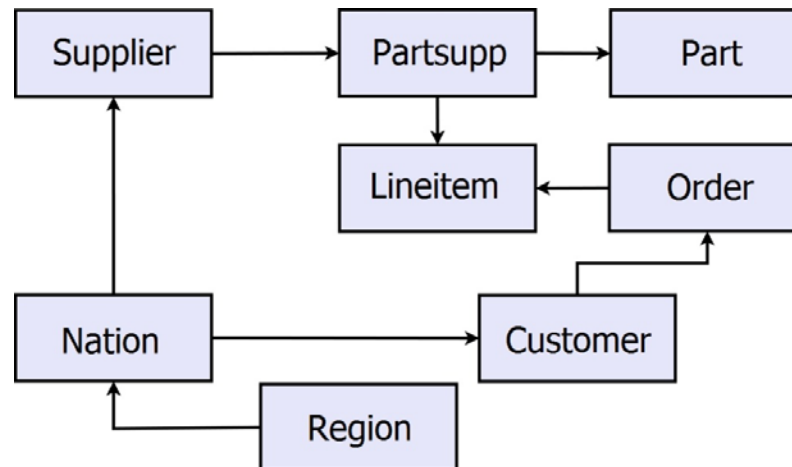 Supplier
Partsupp
Part
Lineitem
Order
Nation
Customer
Region